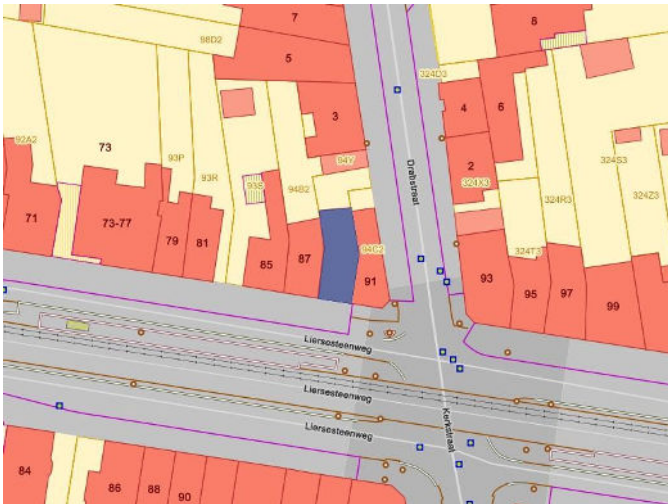 7
98D2
5
8
324D3
3
4
6
92A2
73
93P
94Y
Drabstraat
2
324S3
93R
93S
94B2
324K3
324R3
324Z3
71
73-77
79
81
85
87
94C2
91
93
324T3
95
97
99
Liersesteenweg
Liersesteenweg
Liersesteenweg
Kerkstraat
84
86
88
90